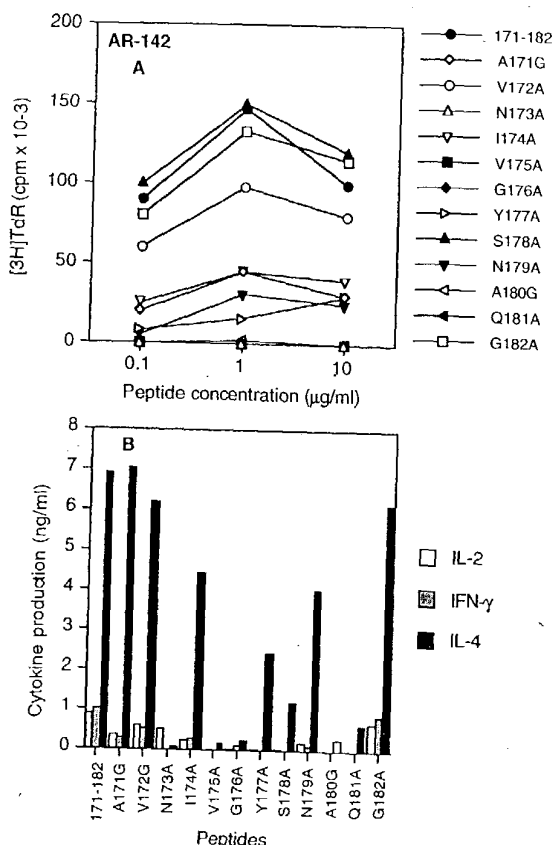 AR-142
A
[3H]TdR (cpm x 10-3)
200
150
100
50
0
0.1
1
10
Peptide concentration (μg/ml)
171-182
A171G
V172A
N173A
I174A
V175A
G176A
Y177A
S178A
N179A
A180G
Q181A
G182A
B
Cytokine production (ng/ml)
8
7
6
5
4
3
2
1
0
171-182
A171G
V172G
N173A
I174A
V175A
G176A
Y177A
S178A
N179A
A180G
Q181A
G182A
Peptides
IL-2
IFN-γ
IL-4